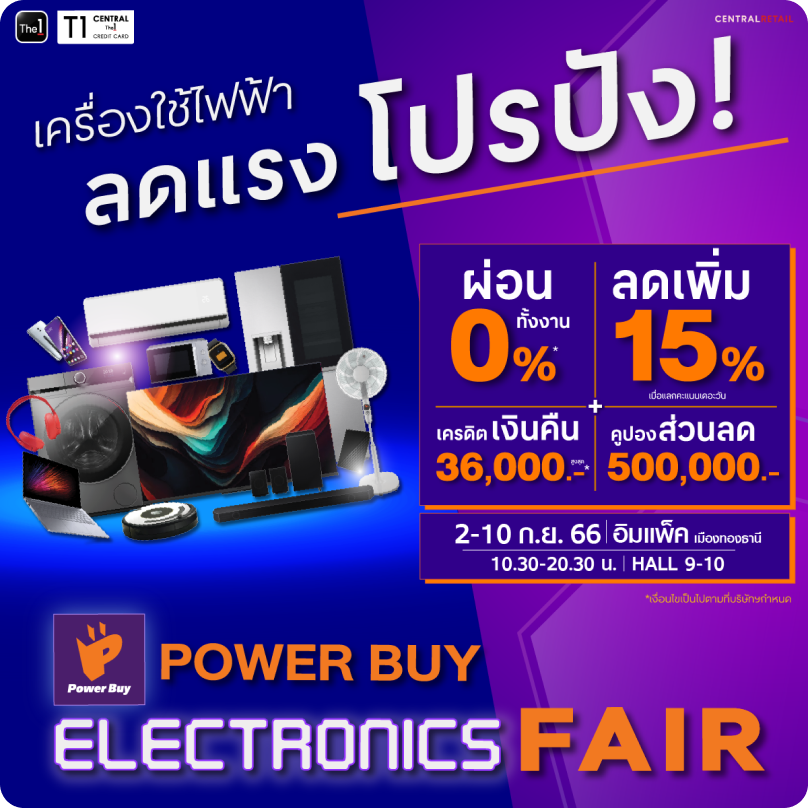 The1
T1 CENTRAL The1 CREDIT CARD
CENTRAL RETAIL
เครื่องใช้ไฟฟ้า
ลดแรง โปรปัง!
ผ่อน
0%* ทั้งงาน
ลดเพิ่ม
15%
เมื่อแลกคะแนนเดอะวัน
+
เครดิต เงินคืน
36,000.-* สูงสุด
คูปอง ส่วนลด
500,000.-
2-10 ก.ย. 66 | อิมแพ็ค เมืองทองธานี
10.30-20.30 น. | HALL 9-10
*เงื่อนไขเป็นไปตามที่บริษัทฯกำหนด
Power Buy
POWER BUY
ELECTRONICS FAIR